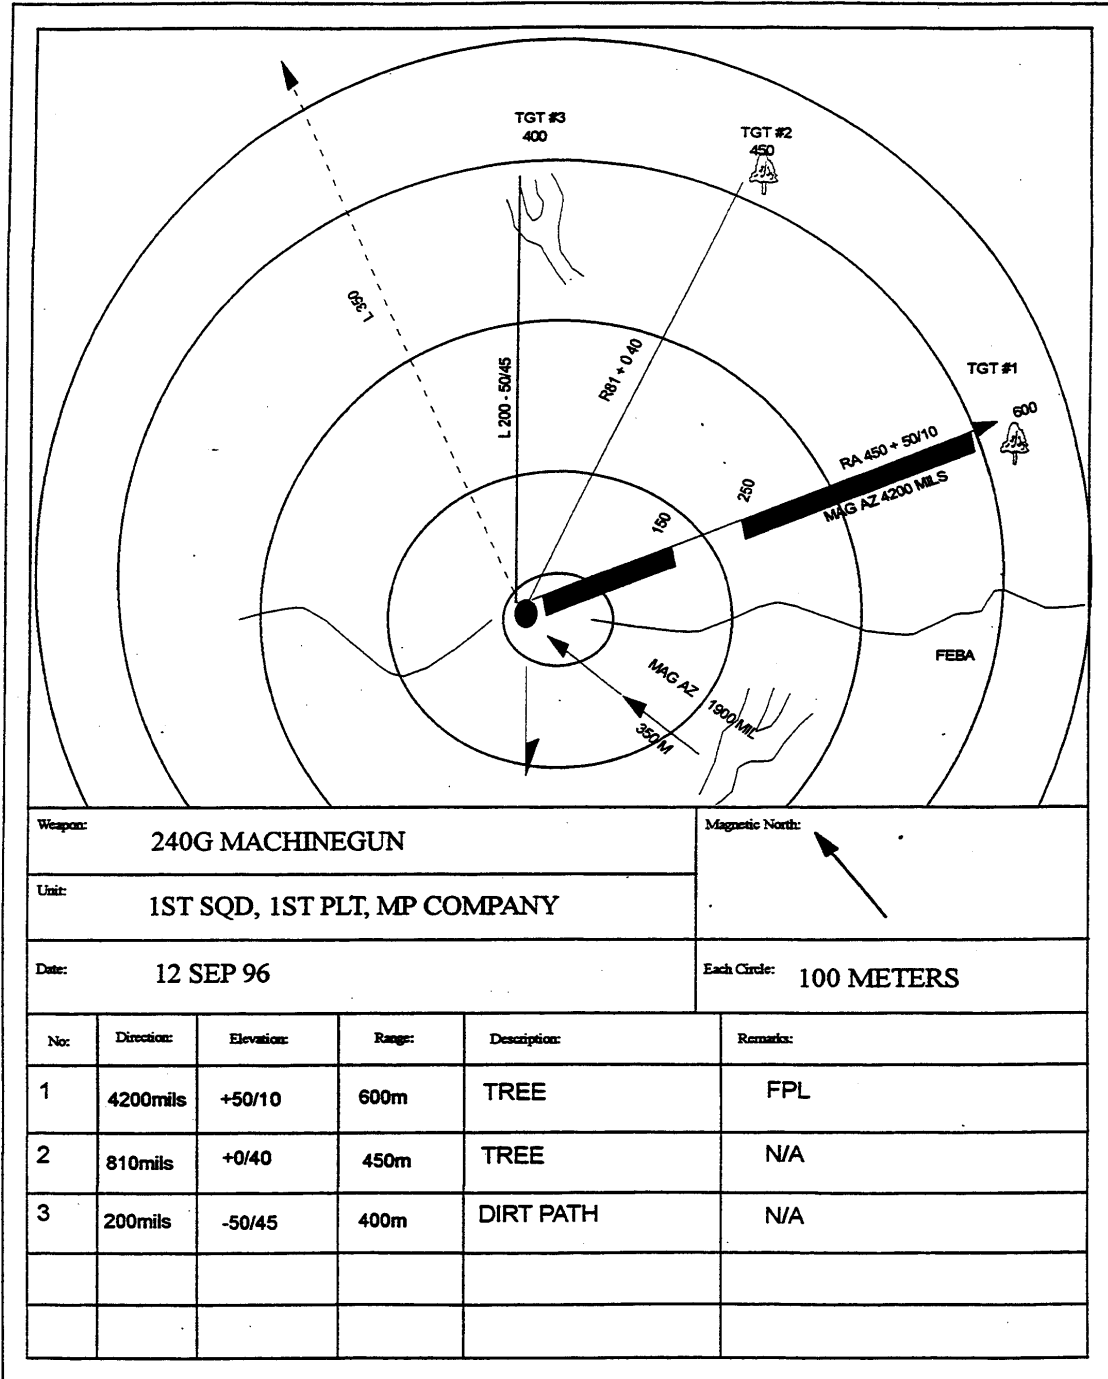 TGT #3
400
TGT #2
450
L 350
L 200 - 50/45
R81 + 0 40
TGT #1
600
RA 450 + 50/10
MAG AZ 4200 MILS
250
150
FEBA
MAG AZ 1900/MIL
350/M
Weapon: 240G MACHINEGUN
Magnetic North:
Unit: 1ST SQD, 1ST PLT, MP COMPANY
Date: 12 SEP 96
Each Circle: 100 METERS
No: Direction: Elevation: Range: Description: Remarks:
1 4200mils +50/10 600m TREE FPL
2 810mils +0/40 450m TREE N/A
3 200mils -50/45 400m DIRT PATH N/A